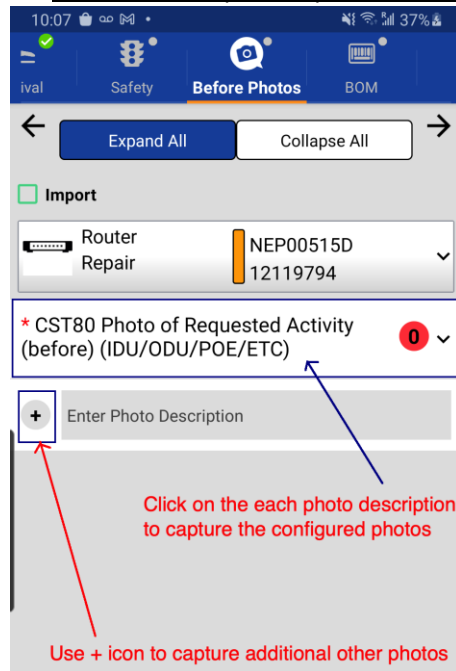 10:07 37%
ival Safety Before Photos BOM
Expand All Collapse All
Import
Router NEP00515D
Repair 12119794
* CST80 Photo of Requested Activity 0
(before) (IDU/ODU/POE/ETC)
+ Enter Photo Description
Click on the each photo description
to capture the configured photos
Use + icon to capture additional other photos